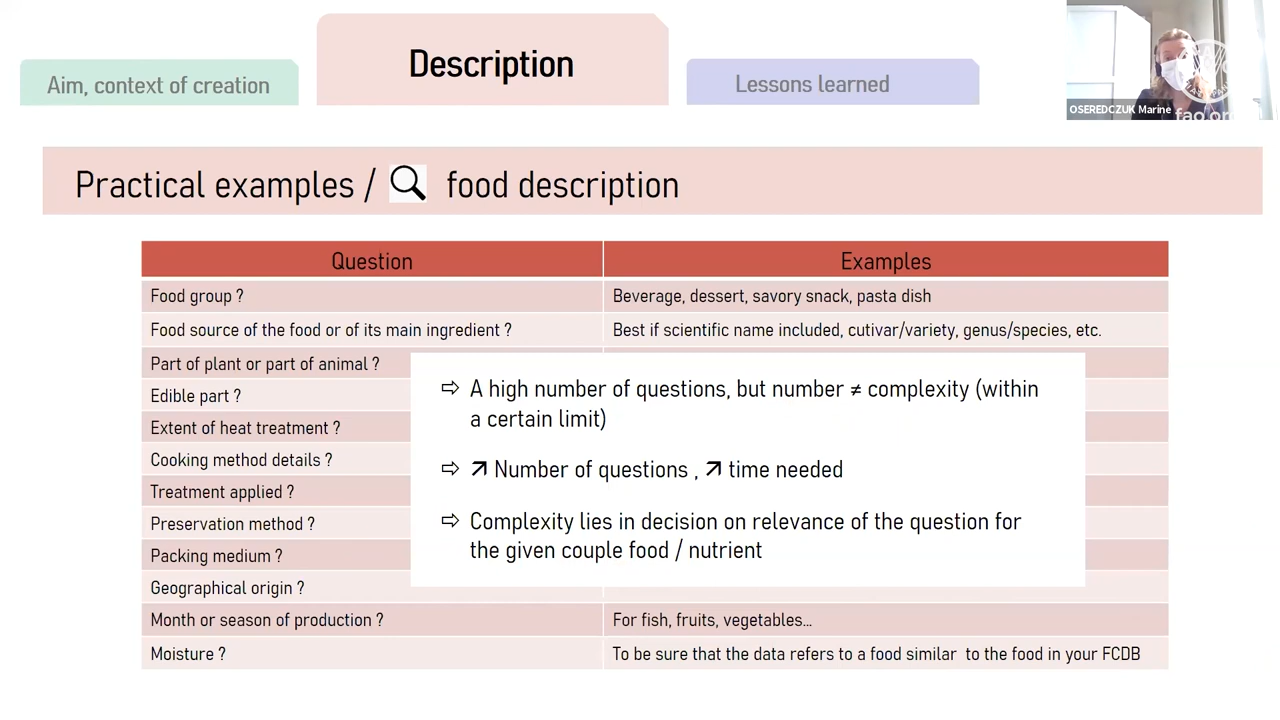 Aim, context of creation
Description
Lessons learned
OSEREDCZUK Marine
fao.or
Practical examples / food description
Question Examples
Food group ? Beverage, dessert, savory snack, pasta dish
Food source of the food or of its main ingredient ? Best if scientific name included, cutivar/variety, genus/species, etc.
Part of plant or part of animal ?
Edible part ?
Extent of heat treatment ?
Cooking method details ?
Treatment applied ?
Preservation method ?
Packing medium ?
Geographical origin ?
⇨ A high number of questions, but number ≠ complexity (within
a certain limit)
⇨ ↗ Number of questions , ↗ time needed
⇨ Complexity lies in decision on relevance of the question for
the given couple food / nutrient
Month or season of production ? For fish, fruits, vegetables...
Moisture ? To be sure that the data refers to a food similar to the food in your FCDB